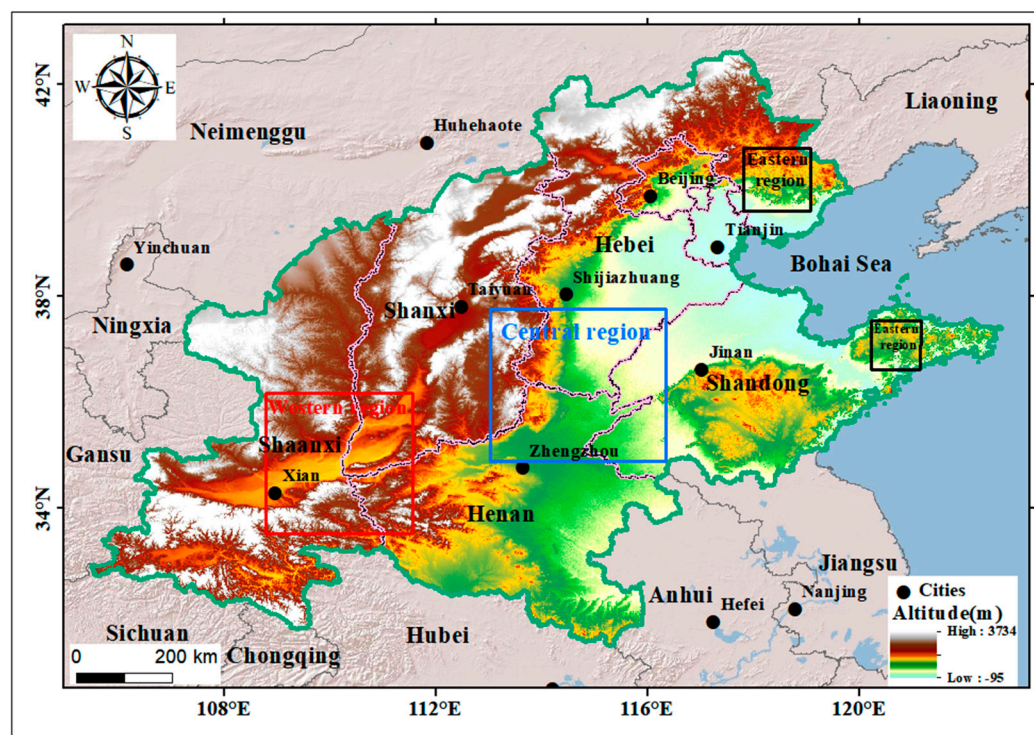 N
W E
S
42°N
38°N
34°N
Liaoning
Neimenggu
Huhehaote
Eastern
region
Beijing
Yinchuan
Tianjin
Hebei
Bohai Sea
Shijiazhuang
Taiyuan
Shanxi
Ningxia
Central region
Eastern
region
Jinan
Shandong
Western region
Shaanxi
Gansu
Zhengzhou
Xian
Henan
Jiangsu
Anhui
Nanjing
Hefei
Hubei
Sichuan
Chongqing
0 200 km
Cities
Altitude(m)
High : 3734
Low : -95
108°E 112°E 116°E 120°E